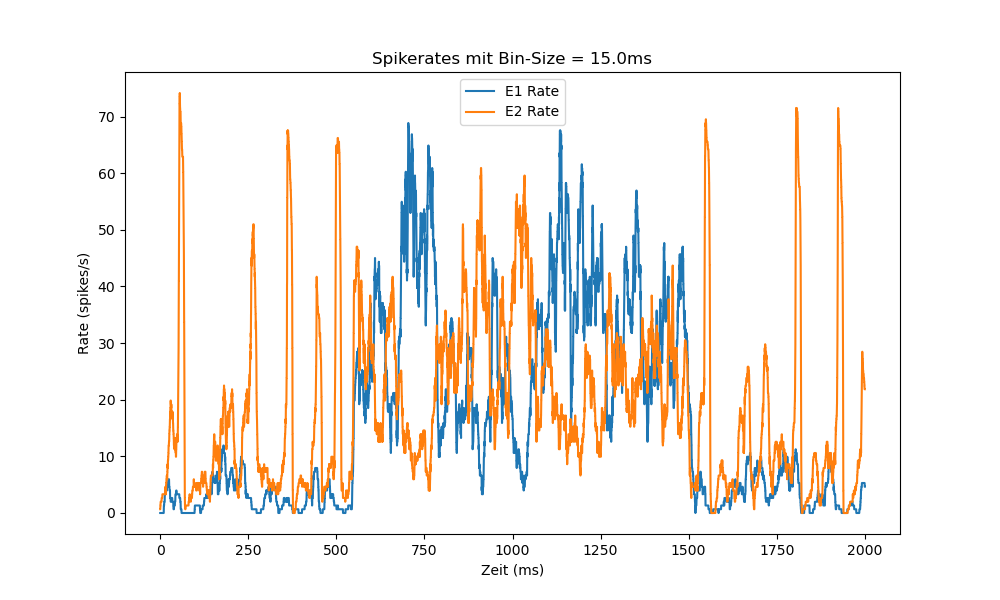 Spikerates mit Bin-Size = 15.0ms
E1 Rate
E2 Rate
Rate (spikes/s)
70
60
50
40
30
20
10
0
0 250 500 750 1000 1250 1500 1750 2000
Zeit (ms)